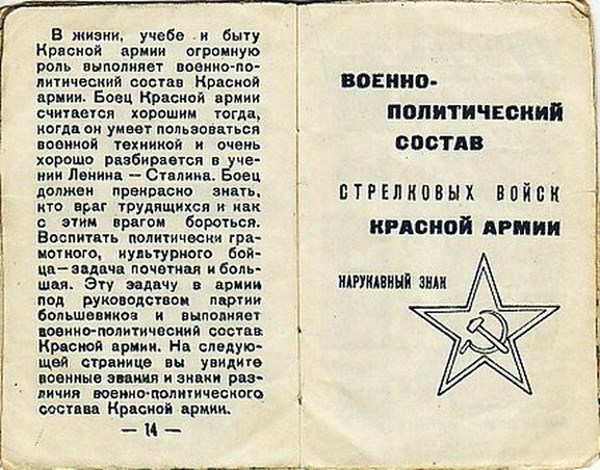 В жизни, учебе и быту
Красной армии огромную
роль выполняет военно-по-
литический состав Красной
армии. Боец Красной армии
считается хорошим тогда,
когда он умеет пользоваться
военной техникой и очень
хорошо разбирается в уче-
нии Ленина — Сталина. Боец
должен прекрасно знать,
кто враг трудящихся и как
с этим врагом бороться.
Воспитать политически гра-
мотного, культурного бой-
ца—задача почетная и боль-
шая. Эту задачу в армии
под руководством партии
большевиков и выполняет
военно-политический состав
Красной армии. На следую-
щей странице вы увидите
военные звания и знаки раз-
личия военно-политического
состава Красной армии.
— 14 —
ВОЕННО-
ПОЛИТИЧЕСКИЙ
СОСТАВ
СТРЕЛКОВЫХ ВОЙСК
КРАСНОЙ АРМИИ
НАРУКАВНЫЙ ЗНАК